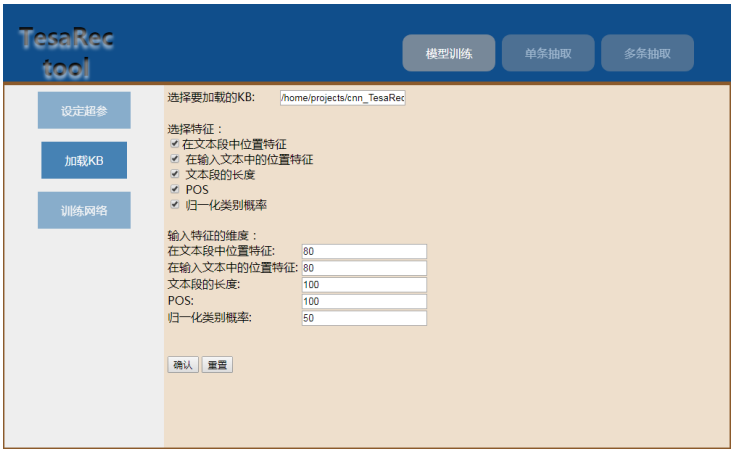 TesaRec
tool
模型训练 单条抽取 多条抽取
设定超参
加载KB
训练网络
选择要加载的KB: /home/projects/cnn_TesaRec
选择特征：
在文本段中位置特征
在输入文本中的位置特征
文本段的长度
POS
归一化类别概率
输入特征的维度：
在文本段中位置特征: 80
在输入文本中的位置特征: 80
文本段的长度: 100
POS: 100
归一化类别概率: 50
确认 重置